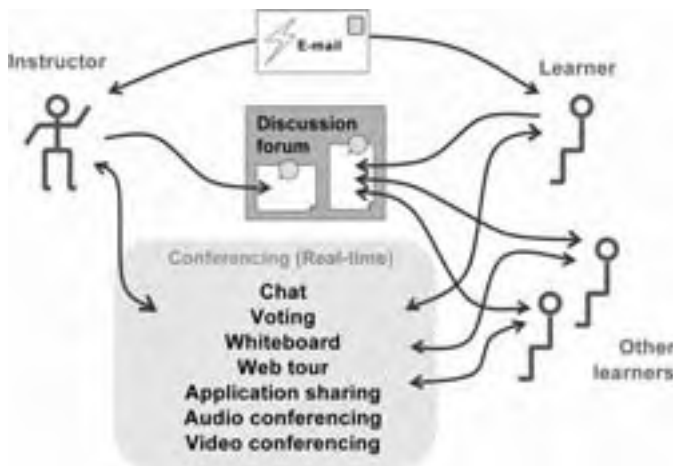 E-mail
Instructor
Learner
Discussion
forum
Conferencing (Real-time)
Chat
Voting
Whiteboard
Web tour
Application sharing
Audio conferencing
Video conferencing
Other
learners